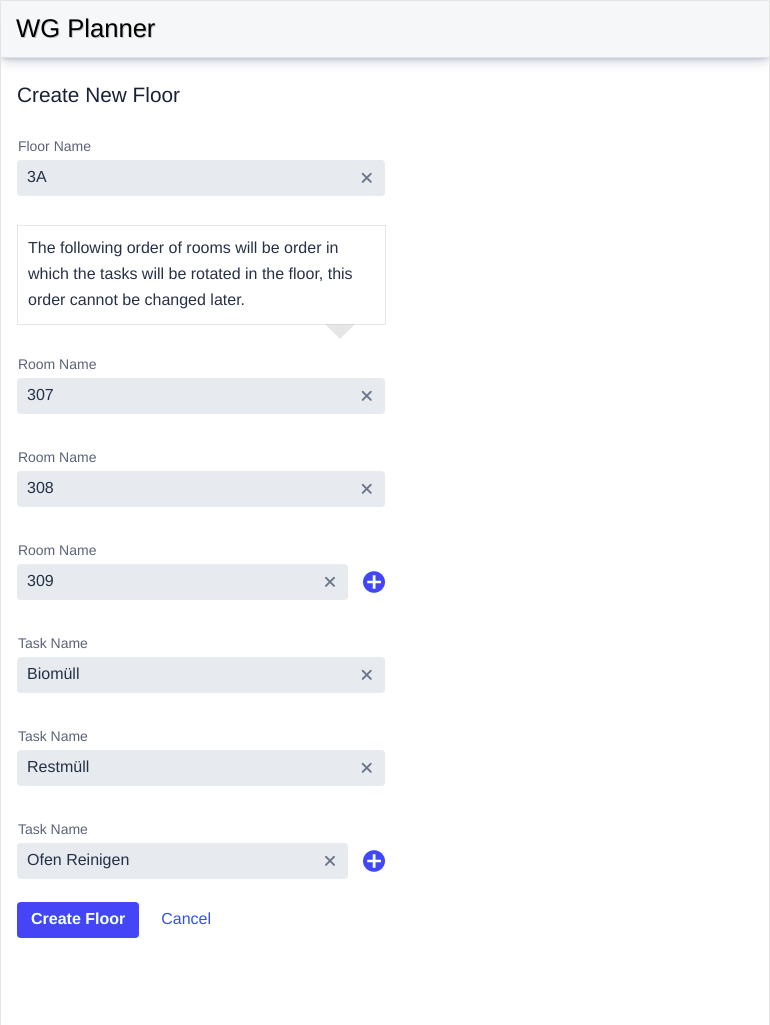 WG Planner
Create New Floor
Floor Name
3A
The following order of rooms will be order in
which the tasks will be rotated in the floor, this
order cannot be changed later.
Room Name
307
Room Name
308
Room Name
309
Task Name
Biomüll
Task Name
Restmüll
Task Name
Ofen Reinigen
Create Floor Cancel